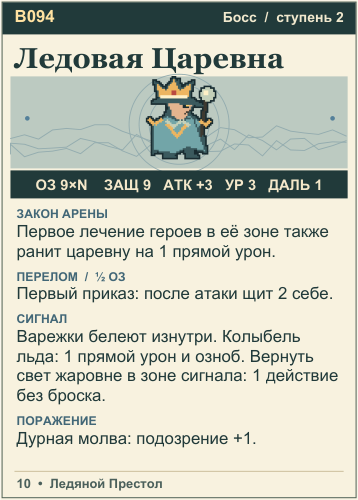 B094
Босс / ступень 2
Ледовая Царевна
ОЗ 9×N ЗАЩ 9 АТК +3 УР 3 ДАЛЬ 1
ЗАКОН АРЕНЫ
Первое лечение героев в её зоне также
ранит царевну на 1 прямой урон.
ПЕРЕЛОМ / ½ ОЗ
Первый приказ: после атаки щит 2 себе.
СИГНАЛ
Варежки белеют изнутри. Колыбель
льда: 1 прямой урон и озноб. Вернуть
свет жаровне в зоне сигнала: 1 действие
без броска.
ПОРАЖЕНИЕ
Дурная молва: подозрение +1.
10 • Ледяной Престол